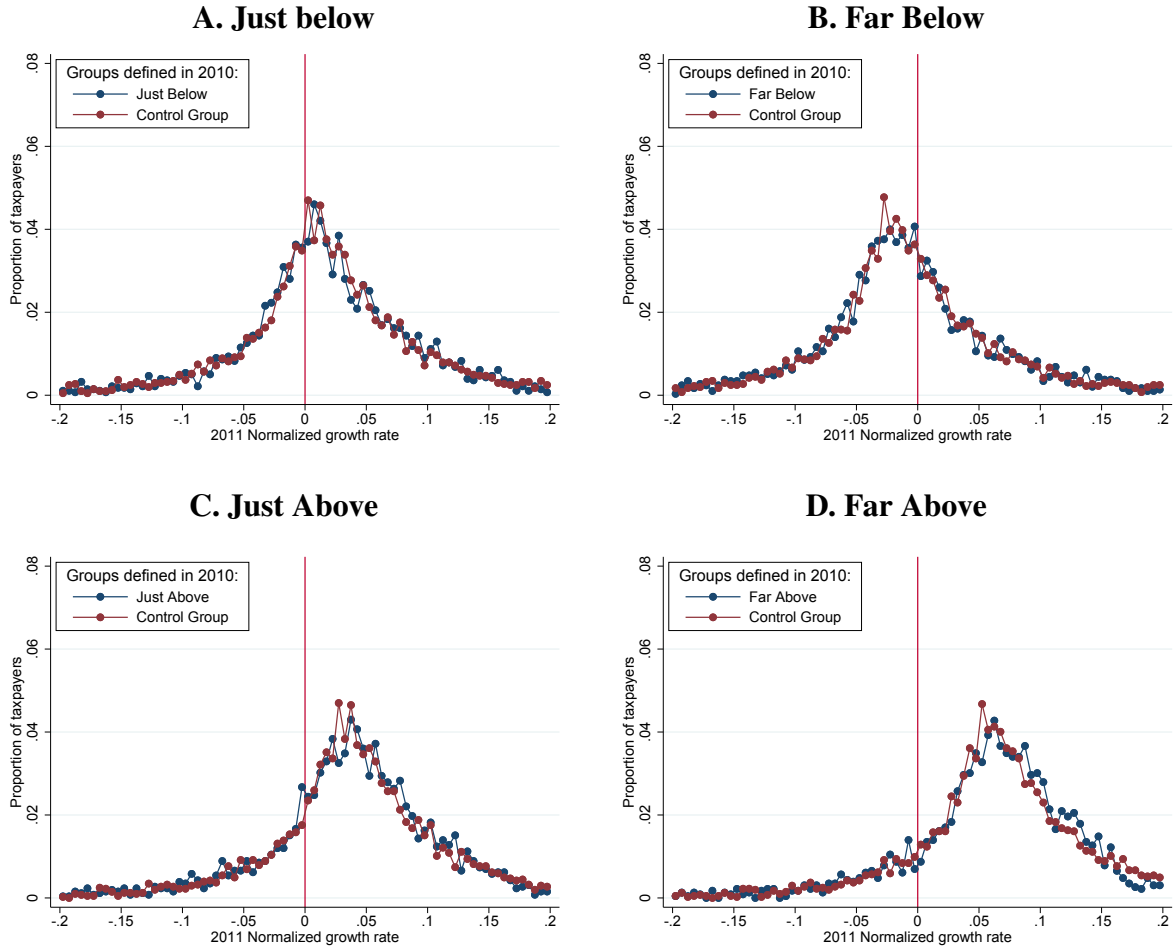 A. Just below
.08
.06
.04
.02
0
Proportion of taxpayers
Groups defined in 2010:
Just Below
Control Group
-.2 -.15 -.1 -.05 0 .05 .1 .15 .2
2011 Normalized growth rate
B. Far Below
.08
.06
.04
.02
0
Proportion of taxpayers
Groups defined in 2010:
Far Below
Control Group
-.2 -.15 -.1 -.05 0 .05 .1 .15 .2
2011 Normalized growth rate
C. Just Above
.08
.06
.04
.02
0
Proportion of taxpayers
Groups defined in 2010:
Just Above
Control Group
-.2 -.15 -.1 -.05 0 .05 .1 .15 .2
2011 Normalized growth rate
D. Far Above
.08
.06
.04
.02
0
Proportion of taxpayers
Groups defined in 2010:
Far Above
Control Group
-.2 -.15 -.1 -.05 0 .05 .1 .15 .2
2011 Normalized growth rate